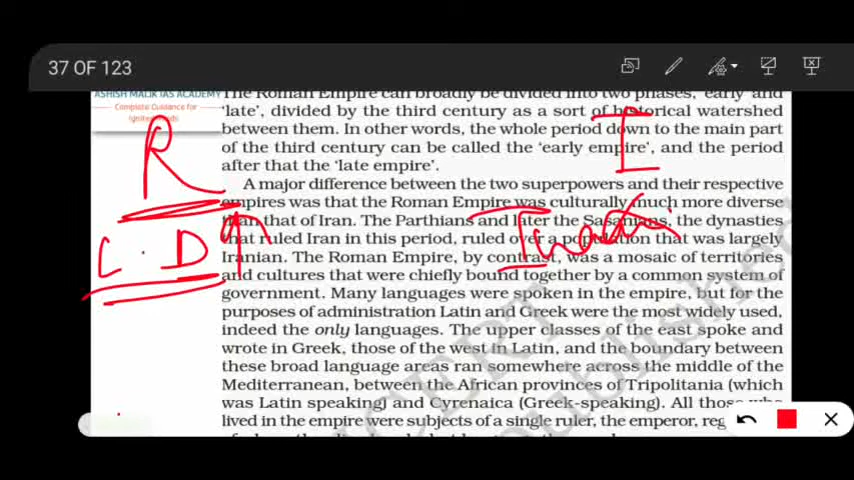 37 OF 123
ASHISH MALIK IAS ACADEMY
Complete Guidance for
The Roman Empire can broadly be divided into two phases, 'early' and
'late', divided by the third century as a sort of historical watershed
between them. In other words, the whole period down to the main part
of the third century can be called the 'early empire', and the period
after that the 'late empire'.
A major difference between the two superpowers and their respective
empires was that the Roman Empire was culturally much more diverse
than that of Iran. The Parthians and later the Sasanians, the dynasties
that ruled Iran in this period, ruled over a population that was largely
Iranian. The Roman Empire, by contrast, was a mosaic of territories
and cultures that were chiefly bound together by a common system of
government. Many languages were spoken in the empire, but for the
purposes of administration Latin and Greek were the most widely used,
indeed the only languages. The upper classes of the east spoke and
wrote in Greek, those of the west in Latin, and the boundary between
these broad language areas ran somewhere across the middle of the
Mediterranean, between the African provinces of Tripolitania (which
was Latin speaking) and Cyrenaica (Greek-speaking). All those who
lived in the empire were subjects of a single ruler, the emperor,
R
C.D
I
NCERT
published